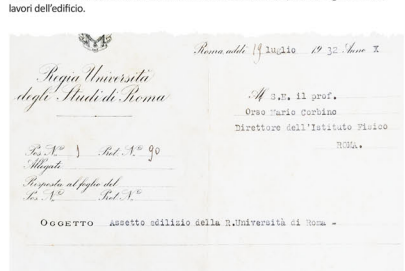 lavori dell'edificio.
Roma, addì 19 luglio 1932 Anno X
Regia Università
degli Studi di Roma
Al S.E. il prof.
Orso Mario Corbino
Direttore dell'Istituto Fisico
ROMA.
Pos. N.º 1 Prot. N.º 90
Allegati
Risposta al foglio del
Pos. N.º Prot. N.º
OGGETTO Assetto edilizio della R.Università di Roma -